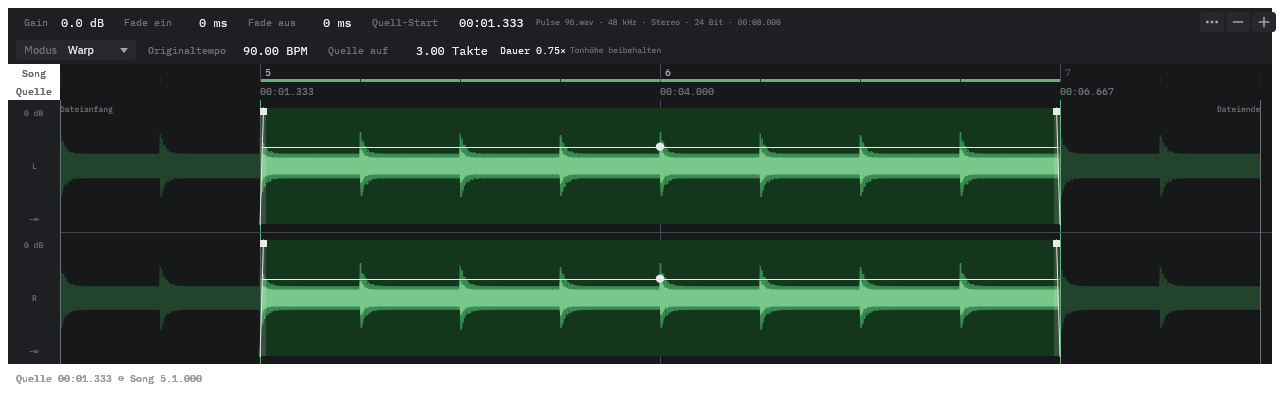 Gain 0.0 dB Fade ein 0 ms Fade aus 0 ms Quell-Start 00:01.333 Pulse 90.wav · 48 kHz · Stereo · 24 Bit · 00:08.000
Modus Warp Originaltempo 90.00 BPM Quelle auf 3.00 Takte Dauer 0.75× Tonhöhe beibehalten
Song 5 6 7
Quelle 00:01.333 00:04.000 00:06.667
0 dB Dateianfang Dateiende
L
-∞
0 dB
R
-∞
Quelle 00:01.333 ⊖ Song 5.1.000